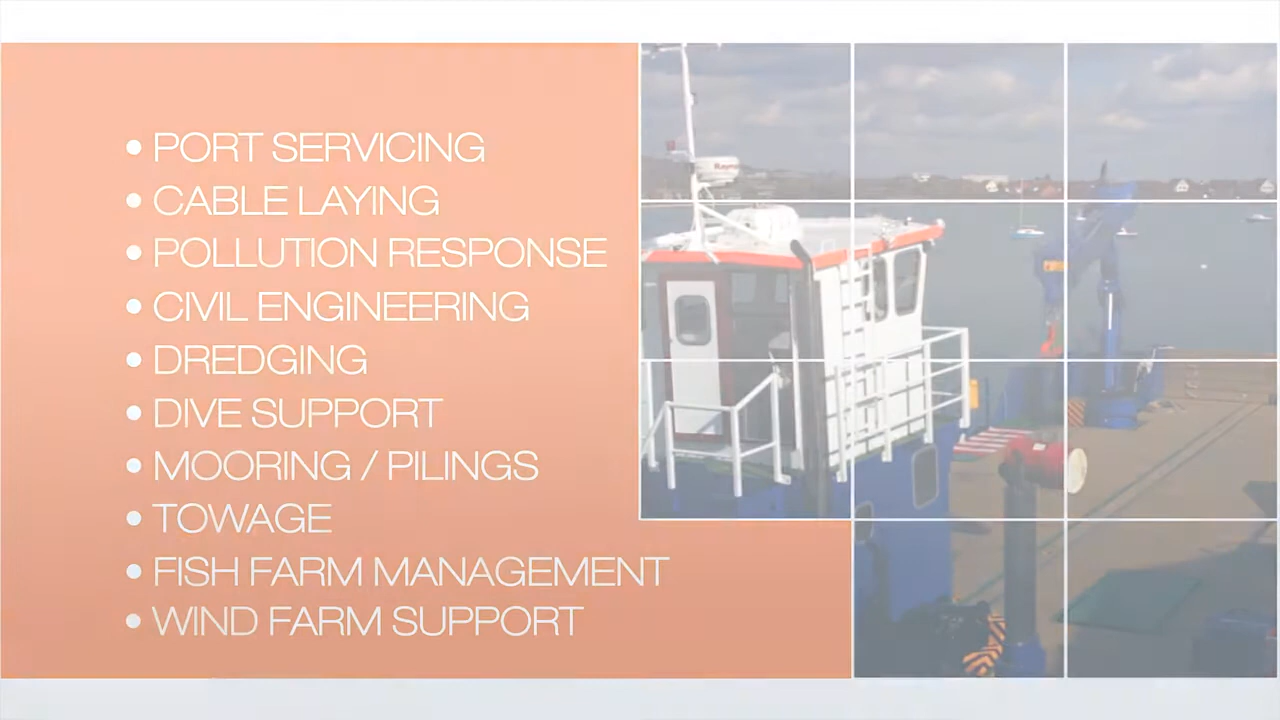 • PORT SERVICING
• CABLE LAYING
• POLLUTION RESPONSE
• CIVIL ENGINEERING
• DREDGING
• DIVE SUPPORT
• MOORING / PILINGS
• TOWAGE
• FISH FARM MANAGEMENT
• WIND FARM SUPPORT